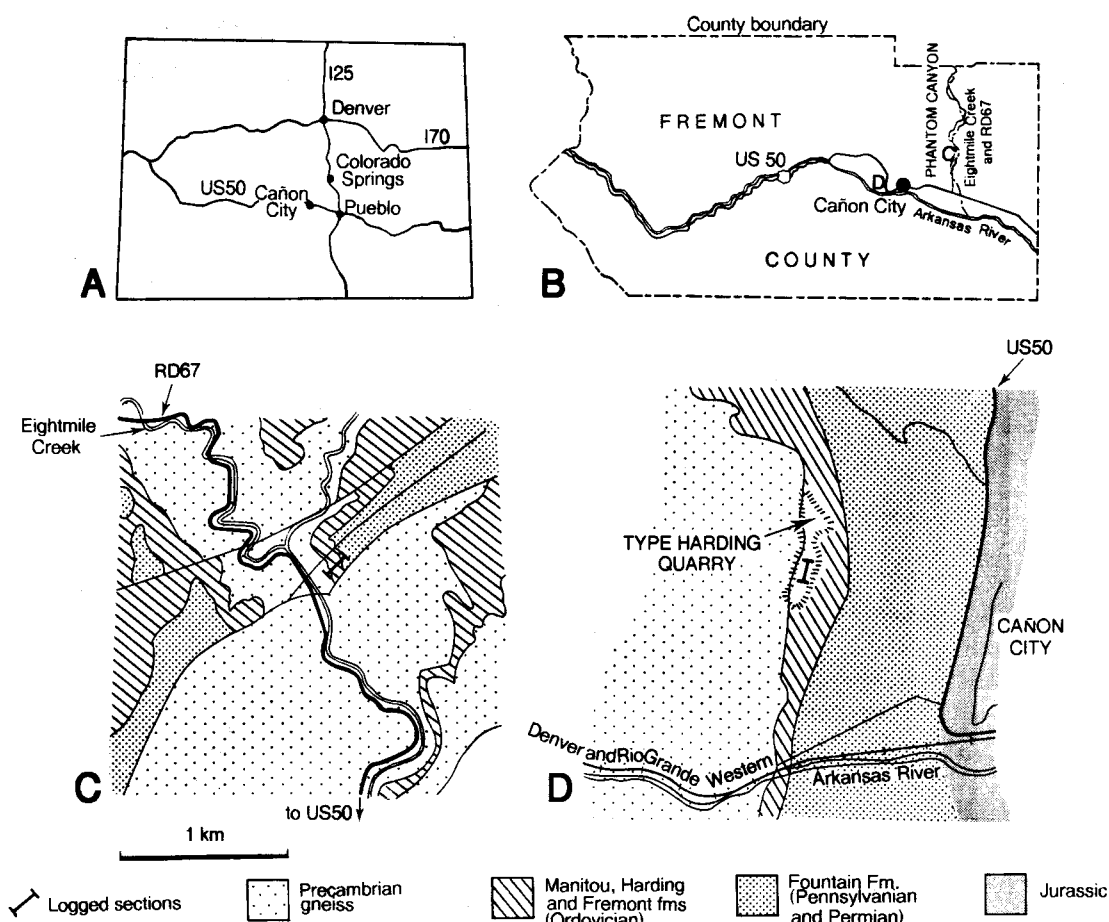 I25
Denver
I70
Colorado
Springs
US50
Cañon
City
Pueblo
A
County boundary
FREMONT
US 50
PHANTOM CANYON
C
Eightmile Creek
and RD67
D
Cañon City
Arkansas River
COUNTY
B
RD67
Eightmile
Creek
C
to US50
1 km
US50
TYPE HARDING
QUARRY
CAÑON
CITY
Denver and Rio Grande Western
Arkansas River
D
Logged sections
Precambrian
gneiss
Manitou, Harding
and Fremont fms
(Ordovician)
Fountain Fm.
(Pennsylvanian
and Permian)
Jurassic